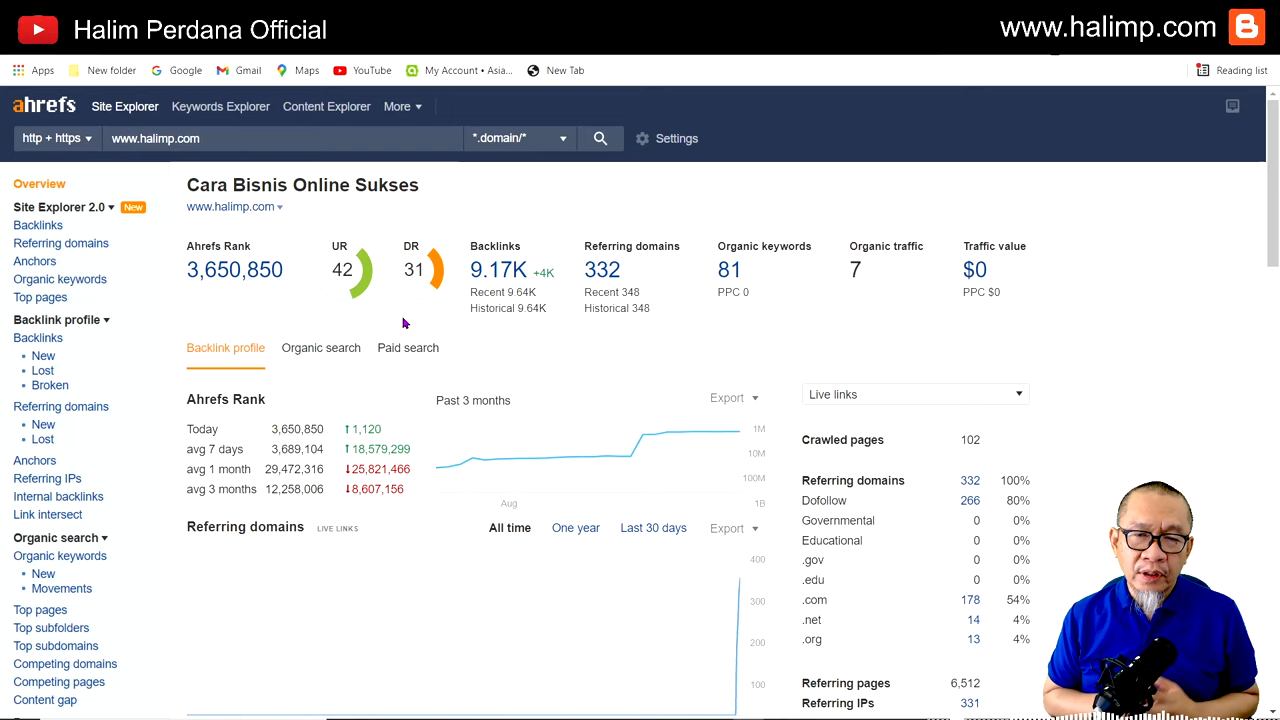 Halim Perdana Official
www.halimp.com
Apps
New folder
Google
Gmail
Maps
YouTube
My Account • Asia...
New Tab
Reading list
ahrefs
Site Explorer
Keywords Explorer
Content Explorer
More
http + https
www.halimp.com
*.domain/*
Settings
Overview
Site Explorer 2.0 New
Backlinks
Referring domains
Anchors
Organic keywords
Top pages
Backlink profile
Backlinks
New
Lost
Broken
Referring domains
New
Lost
Anchors
Referring IPs
Internal backlinks
Link intersect
Organic search
Organic keywords
New
Movements
Top pages
Top subfolders
Top subdomains
Competing domains
Competing pages
Content gap
Cara Bisnis Online Sukses
www.halimp.com
Ahrefs Rank
3,650,850
UR
42
DR
31
Backlinks
9.17K +4K
Recent 9.64K
Historical 9.64K
Referring domains
332
Recent 348
Historical 348
Organic keywords
81
PPC 0
Organic traffic
7
Traffic value
$0
PPC $0
Backlink profile
Organic search
Paid search
Ahrefs Rank
Today 3,650,850 ↑1,120
avg 7 days 3,689,104 ↑18,579,299
avg 1 month 29,472,316 ↓25,821,466
avg 3 months 12,258,006 ↓8,607,156
Past 3 months
Export
1M
10M
100M
1B
Aug
Referring domains LIVE LINKS
All time
One year
Last 30 days
Export
400
300
200
100
Live links
Crawled pages 102
Referring domains 332 100%
Dofollow 266 80%
Governmental 0 0%
Educational 0 0%
.gov 0 0%
.edu 0 0%
.com 178 54%
.net 14 4%
.org 13 4%
Referring pages 6,512
Referring IPs 331